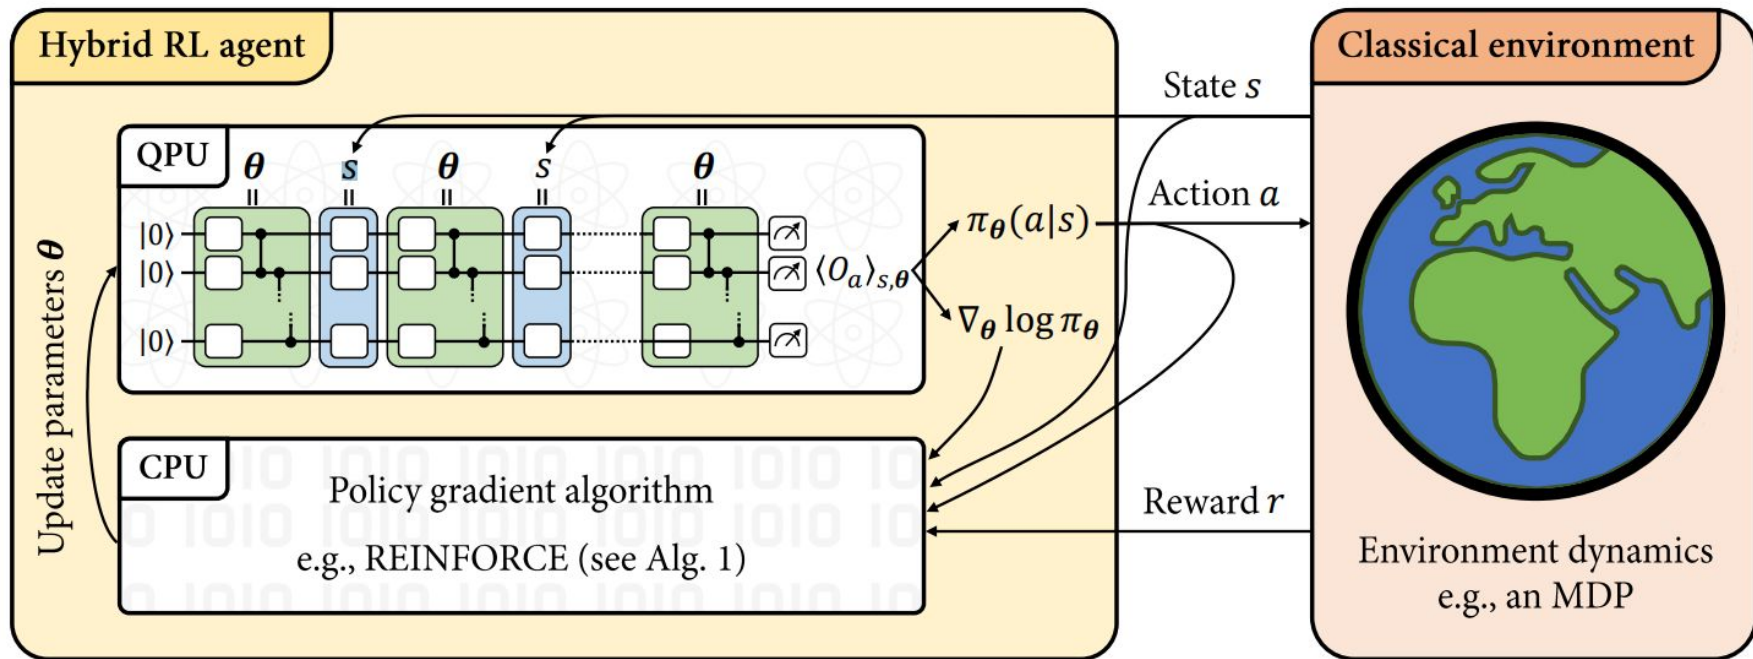 Hybrid RL agent
Classical environment
State s
QPU
θ s θ s θ
|0⟩
|0⟩
|0⟩
⟨O_a⟩_{s,θ}
π_θ(a|s)
∇_θ log π_θ
Action a
Update parameters θ
CPU
Policy gradient algorithm
e.g., REINFORCE (see Alg. 1)
Reward r
Environment dynamics
e.g., an MDP